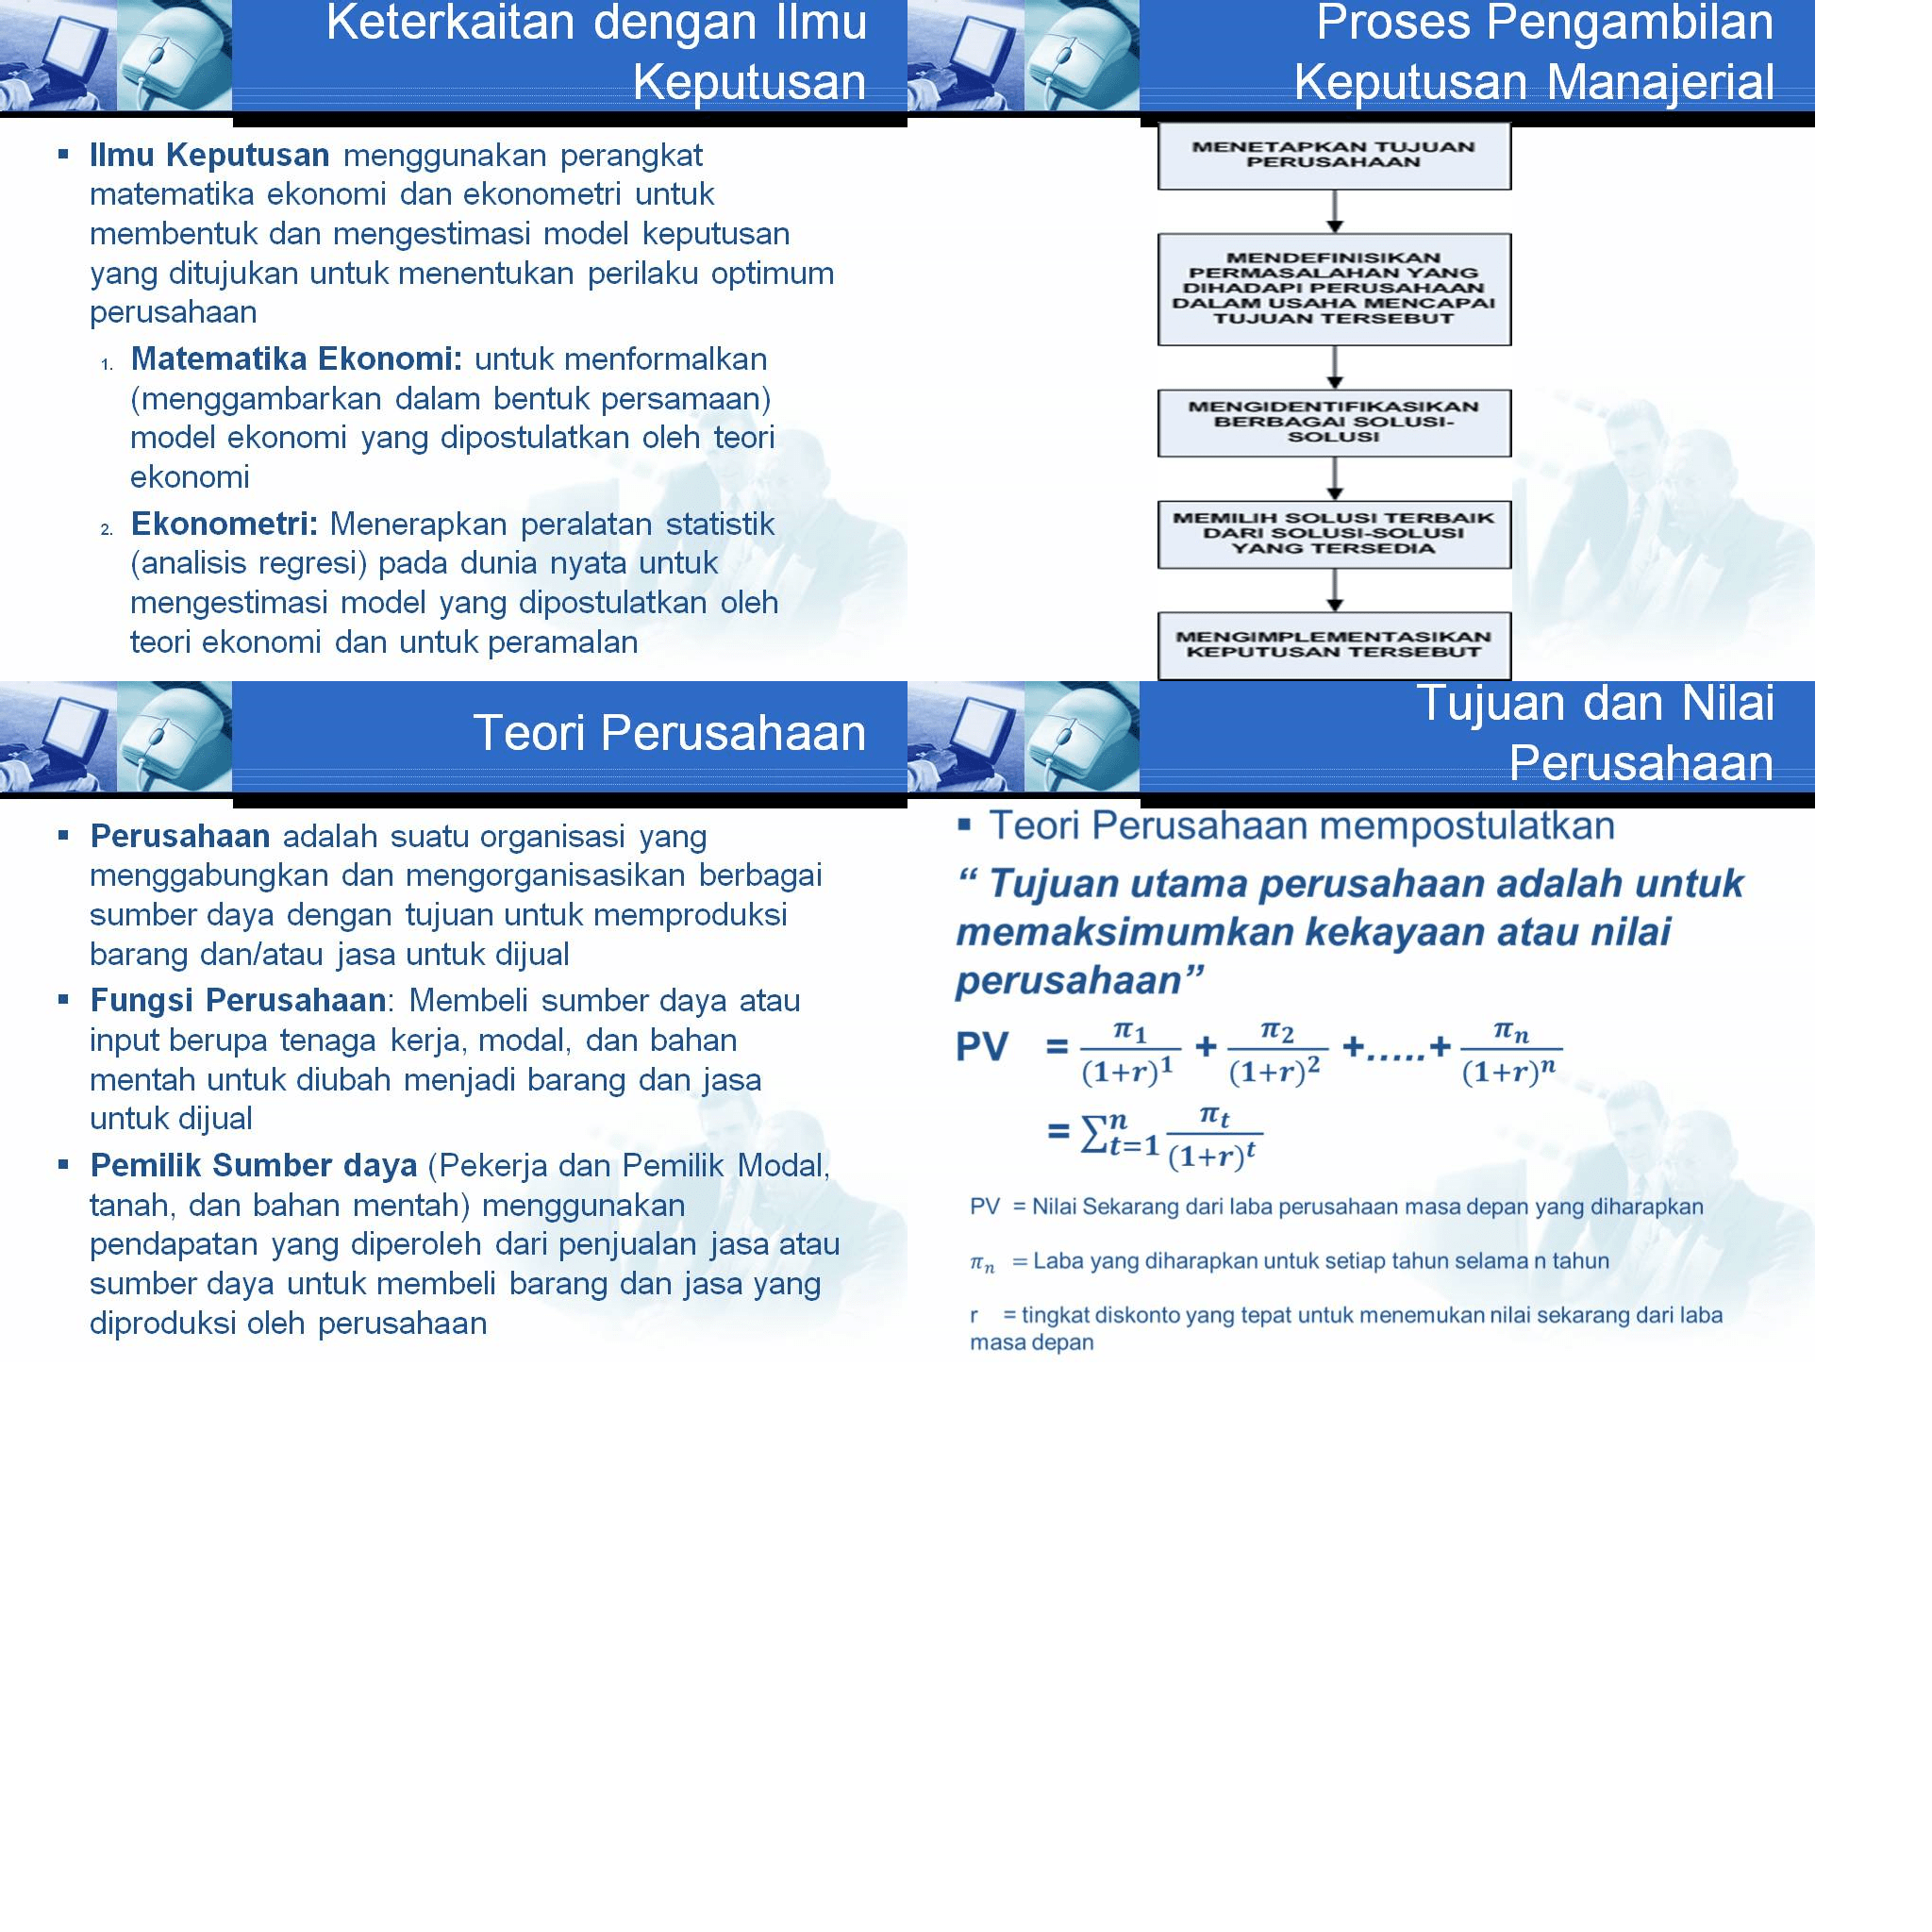 Keterkaitan dengan Ilmu
Keputusan
▪ Ilmu Keputusan menggunakan perangkat
matematika ekonomi dan ekonometri untuk
membentuk dan mengestimasi model keputusan
yang ditujukan untuk menentukan perilaku optimum
perusahaan
1. Matematika Ekonomi: untuk menformalkan
(menggambarkan dalam bentuk persamaan)
model ekonomi yang dipostulatkan oleh teori
ekonomi
2. Ekonometri: Menerapkan peralatan statistik
(analisis regresi) pada dunia nyata untuk
mengestimasi model yang dipostulatkan oleh
teori ekonomi dan untuk peramalan
Proses Pengambilan
Keputusan Manajerial
MENETAPKAN TUJUAN
PERUSAHAAN
MENDEFINISIKAN
PERMASALAHAN YANG
DIHADAPI PERUSAHAAN
DALAM USAHA MENCAPAI
TUJUAN TERSEBUT
MENGIDENTIFIKASIKAN
BERBAGAI SOLUSI-
SOLUSI
MEMILIH SOLUSI TERBAIK
DARI SOLUSI-SOLUSI
YANG TERSEDIA
MENGIMPLEMENTASIKAN
KEPUTUSAN TERSEBUT
Teori Perusahaan
▪ Perusahaan adalah suatu organisasi yang
menggabungkan dan mengorganisasikan berbagai
sumber daya dengan tujuan untuk memproduksi
barang dan/atau jasa untuk dijual
▪ Fungsi Perusahaan: Membeli sumber daya atau
input berupa tenaga kerja, modal, dan bahan
mentah untuk diubah menjadi barang dan jasa
untuk dijual
▪ Pemilik Sumber daya (Pekerja dan Pemilik Modal,
tanah, dan bahan mentah) menggunakan
pendapatan yang diperoleh dari penjualan jasa atau
sumber daya untuk membeli barang dan jasa yang
diproduksi oleh perusahaan
Tujuan dan Nilai
Perusahaan
▪ Teori Perusahaan mempostulatkan
“ Tujuan utama perusahaan adalah untuk
memaksimumkan kekayaan atau nilai
perusahaan”
PV = π₁/(1+r)¹ + π₂/(1+r)² +.....+ πₙ/(1+r)ⁿ
= ∑ⁿₜ₌₁ πₜ/(1+r)ᵗ
PV = Nilai Sekarang dari laba perusahaan masa depan yang diharapkan
πₙ = Laba yang diharapkan untuk setiap tahun selama n tahun
r = tingkat diskonto yang tepat untuk menemukan nilai sekarang dari laba
masa depan